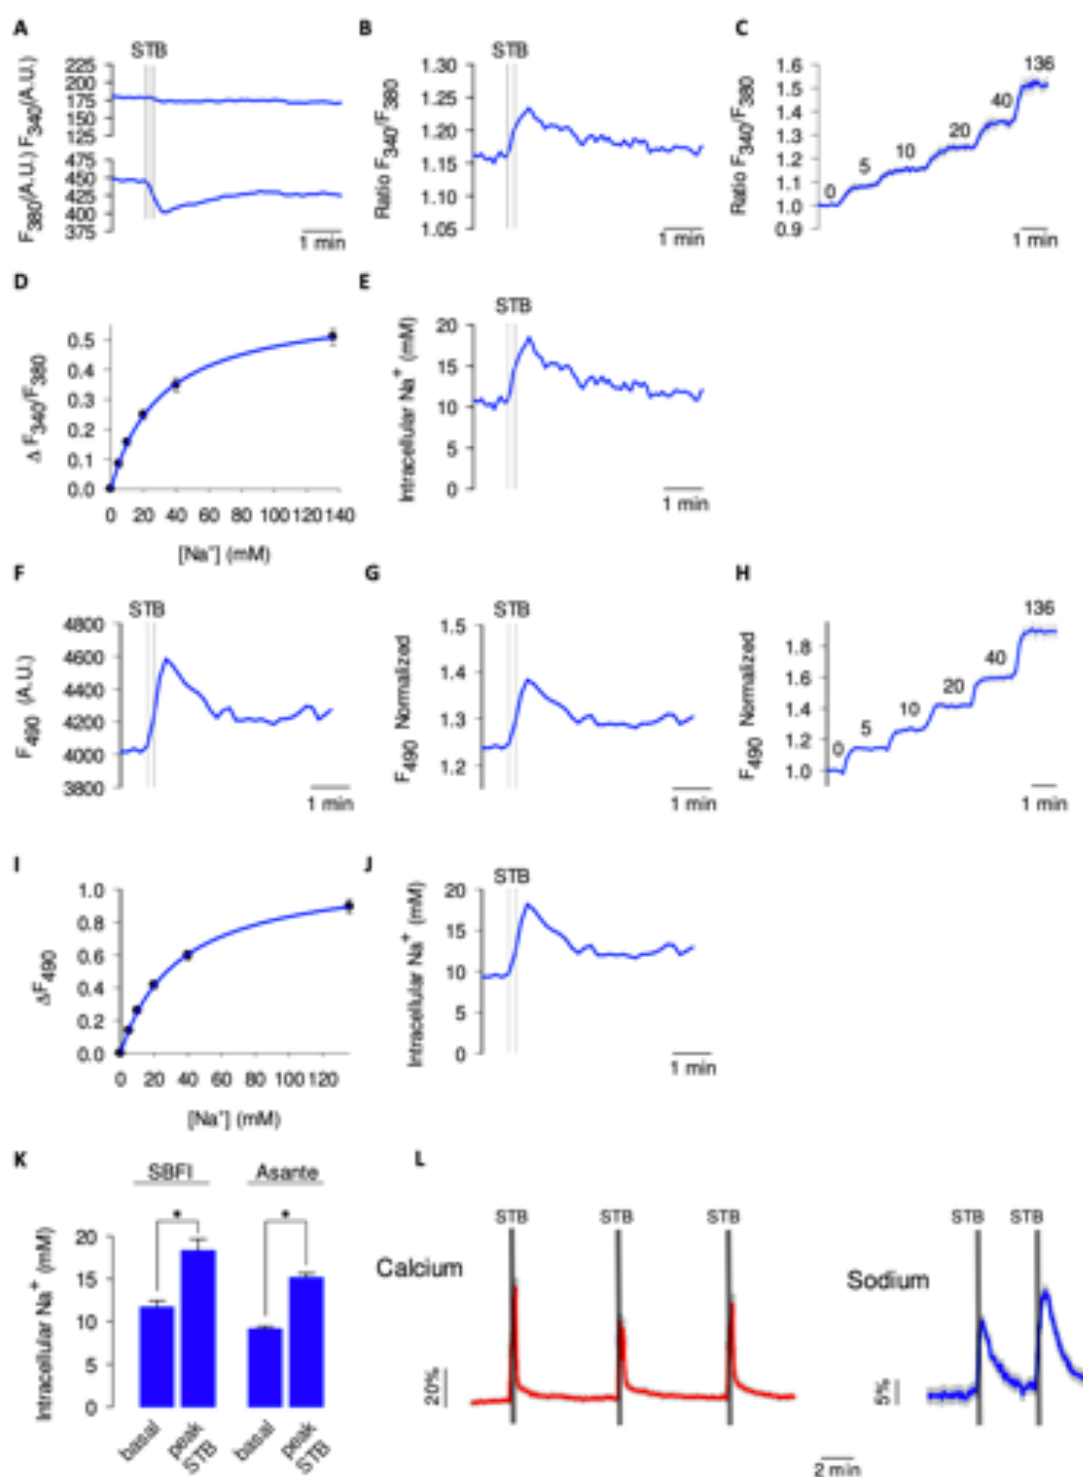 A
B
C
STB
STB
F340(A.U.)
225
200
175
150
125
F380(A.U.)
475
450
425
400
375
1 min
Ratio F340/F380
1.30
1.25
1.20
1.15
1.10
1.05
1 min
Ratio F340/F380
1.6
1.5
1.4
1.3
1.2
1.1
1.0
0.9
0
5
10
20
40
136
1 min
D
E
Δ F340/F380
0.5
0.4
0.3
0.2
0.1
0.0
0 20 40 60 80 100 120 140
[Na+] (mM)
STB
Intracellular Na+ (mM)
20
15
10
5
0
1 min
F
G
H
STB
F490 (A.U.)
4800
4600
4400
4200
4000
3800
1 min
STB
F490 Normalized
1.5
1.4
1.3
1.2
1 min
F490 Normalized
1.8
1.6
1.4
1.2
1.0
0
5
10
20
40
136
1 min
I
J
ΔF490
1.0
0.8
0.6
0.4
0.2
0.0
0 20 40 60 80 100 120
[Na+] (mM)
STB
Intracellular Na+ (mM)
20
15
10
5
0
1 min
K
L
SBFI
Asante
*
*
Intracellular Na+ (mM)
20
15
10
5
0
basal
peak STB
basal
peak STB
STB
STB
STB
Calcium
20%
STB
STB
Sodium
5%
2 min